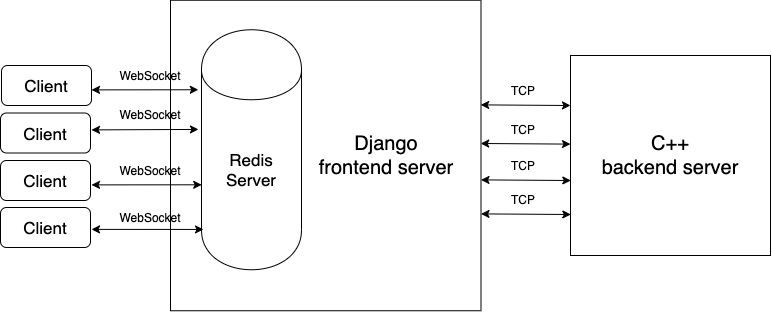 Client
WebSocket
Client
WebSocket
Client
WebSocket
Client
WebSocket
Redis
Server
Django
frontend server
TCP
TCP
TCP
TCP
C++
backend server